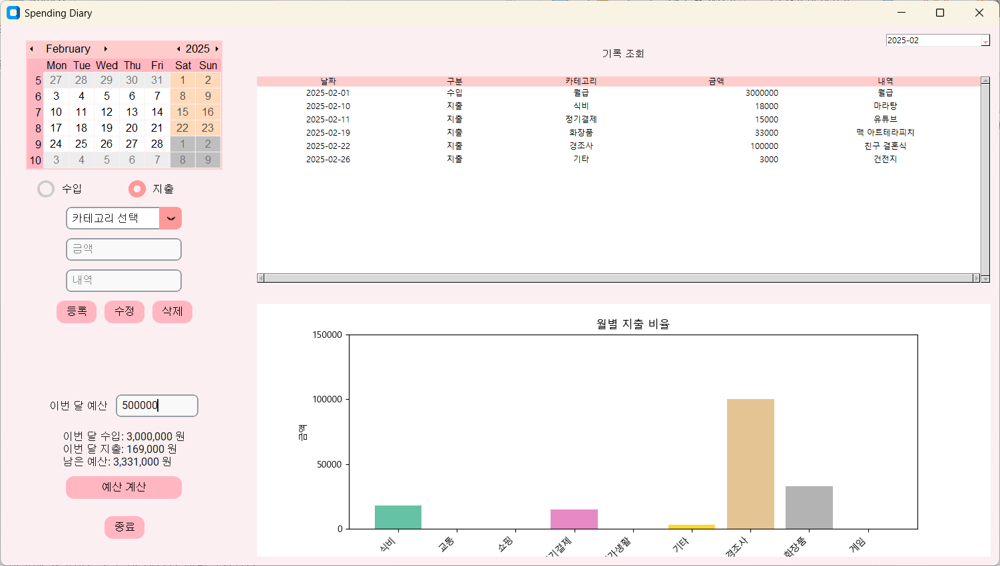 Spending Diary
February 2025
Mon Tue Wed Thu Fri Sat Sun
5 27 28 29 30 31 1 2
6 3 4 5 6 7 8 9
7 10 11 12 13 14 15 16
8 17 18 19 20 21 22 23
9 24 25 26 27 28 1 2
10 3 4 5 6 7 8 9
수입 지출
카테고리 선택
금액
내역
등록 수정 삭제
이번 달 예산 500000
이번 달 수입: 3,000,000 원
이번 달 지출: 169,000 원
남은 예산: 3,331,000 원
예산 계산
종료
2025-02
기록 조회
날짜 구분 카테고리 금액 내역
2025-02-01 수입 월급 3000000 월급
2025-02-10 지출 식비 18000 마라탕
2025-02-11 지출 정기결제 15000 유튜브
2025-02-19 지출 화장품 33000 맥 아트테라피치
2025-02-22 지출 경조사 100000 친구 결혼식
2025-02-26 지출 기타 3000 건전지
월별 지출 비율
150000
100000
50000
0
금액
식비 교통 쇼핑 기결제 가생활 기타 경조사 화장품 게임